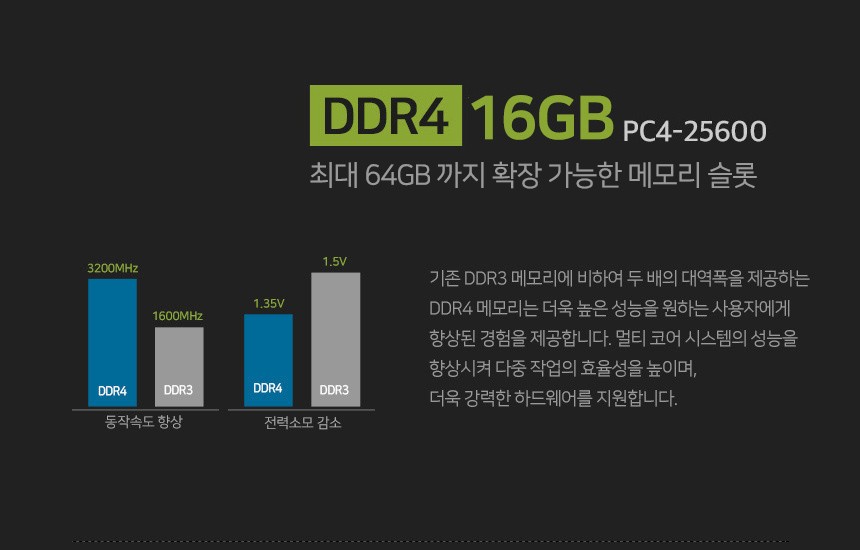 DDR4 16GB PC4-25600
최대 64GB 까지 확장 가능한 메모리 슬롯
3200MHz
1600MHz
DDR4
DDR3
동작속도 향상
1.35V
1.5V
DDR4
DDR3
전력소모 감소
기존 DDR3 메모리에 비하여 두 배의 대역폭을 제공하는
DDR4 메모리는 더욱 높은 성능을 원하는 사용자에게
향상된 경험을 제공합니다. 멀티 코어 시스템의 성능을
향상시켜 다중 작업의 효율성을 높이며,
더욱 강력한 하드웨어를 지원합니다.